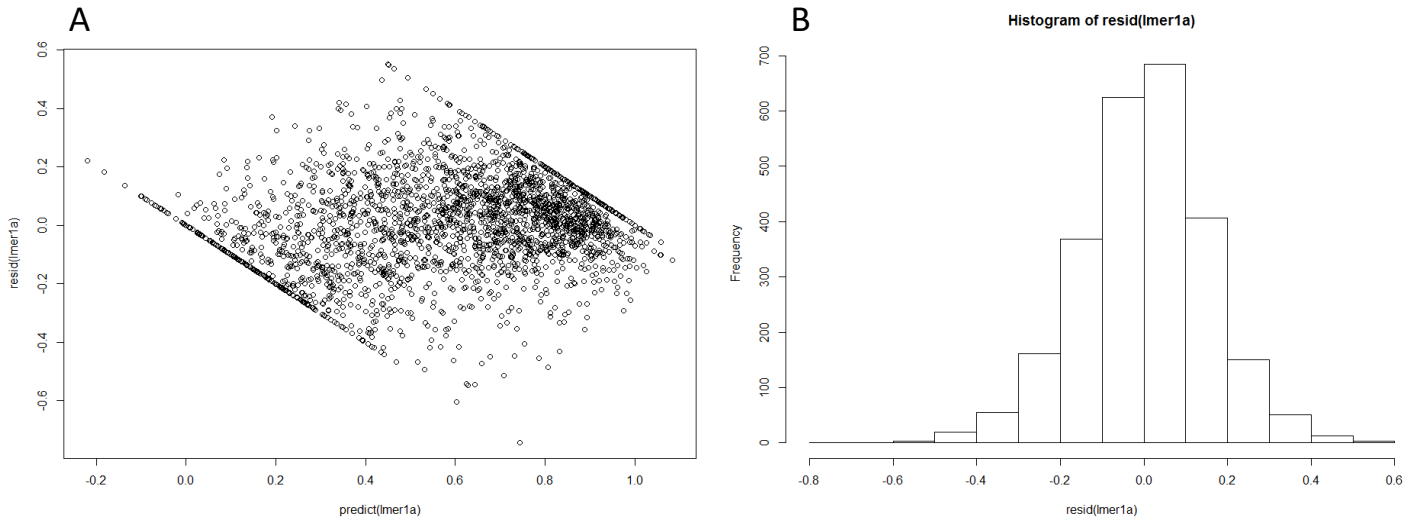 A
0.6
0.4
0.2
0.0
-0.2
-0.4
-0.6
resid(lmer1a)
-0.2 0.0 0.2 0.4 0.6 0.8 1.0
predict(lmer1a)
B
Histogram of resid(lmer1a)
700
600
500
400
300
200
100
0
Frequency
-0.8 -0.6 -0.4 -0.2 0.0 0.2 0.4 0.6
resid(lmer1a)